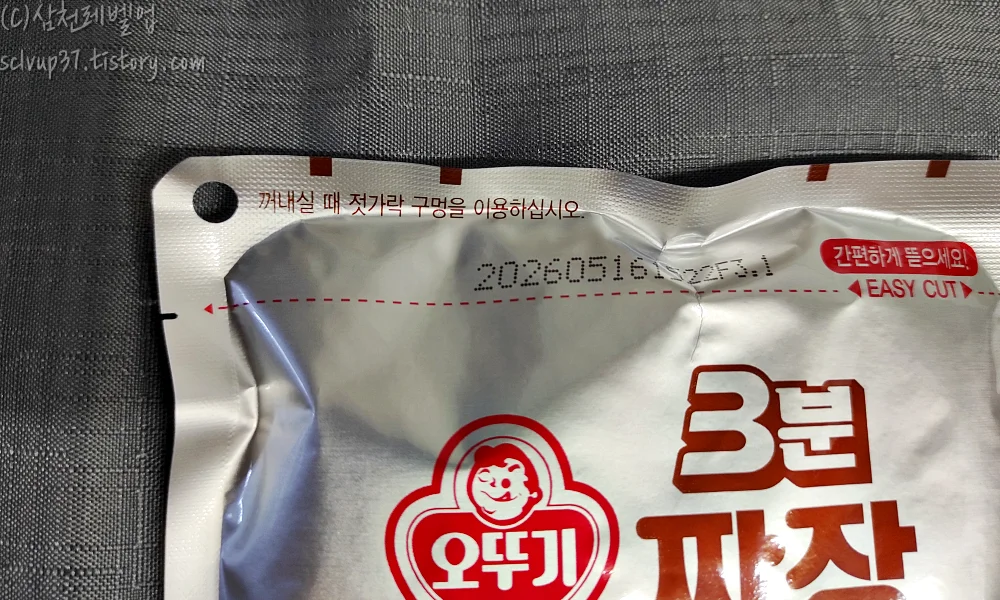 (C)삼천레벨업
sclvup37.tistory.com
꺼내실 때 젓가락 구멍을 이용하십시오.
간편하게 뜯으세요!
EASY CUT
3분
짜장
오뚜기